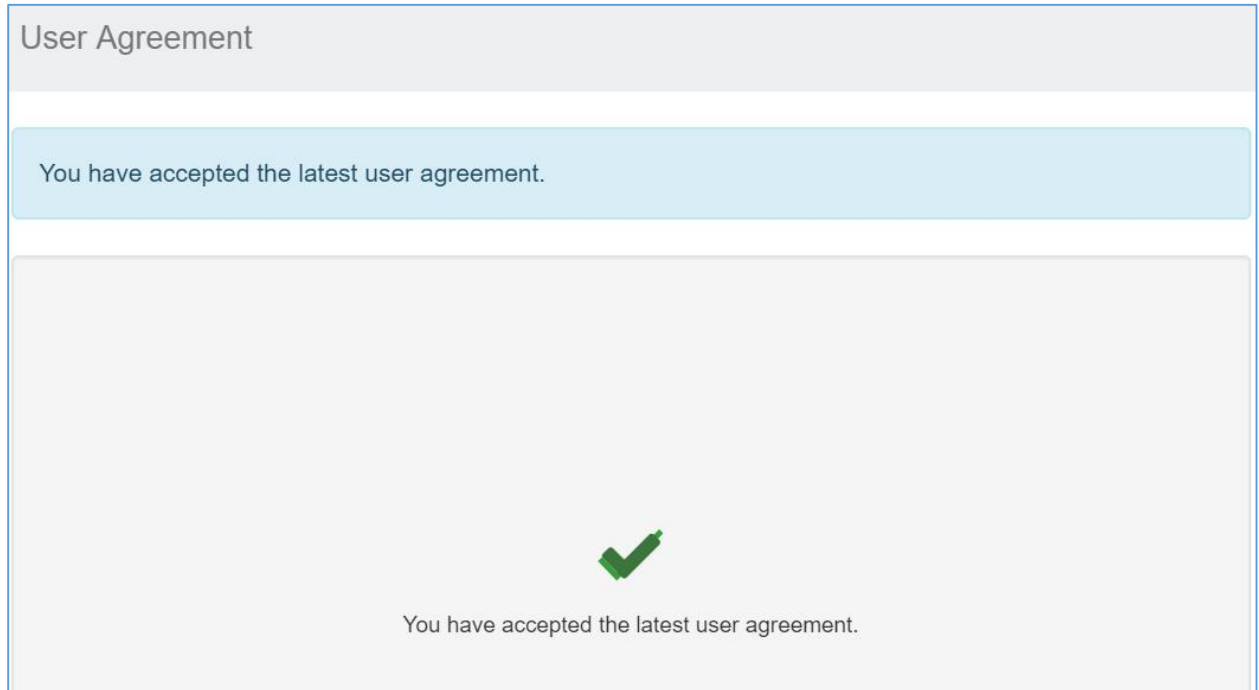 User Agreement
You have accepted the latest user agreement.
You have accepted the latest user agreement.